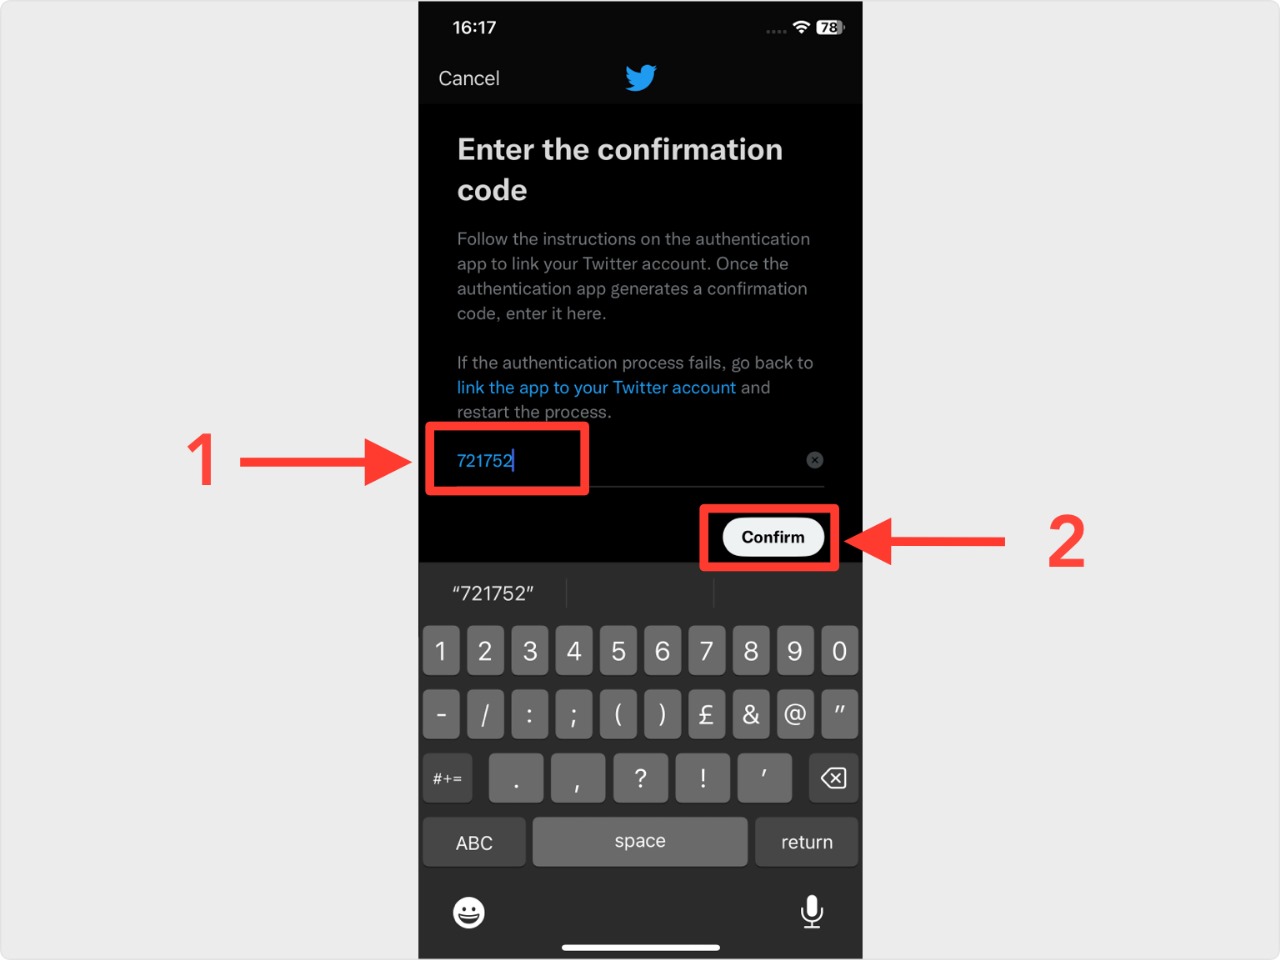 16:17
78
Cancel
Enter the confirmation
code
Follow the instructions on the authentication
app to link your Twitter account. Once the
authentication app generates a confirmation
code, enter it here.
If the authentication process fails, go back to
link the app to your Twitter account and
restart the process.
1
721752
Confirm
2
“721752”
1 2 3 4 5 6 7 8 9 0
- / : ; ( ) £ & @ "
#+= . , ? ! '
ABC space return